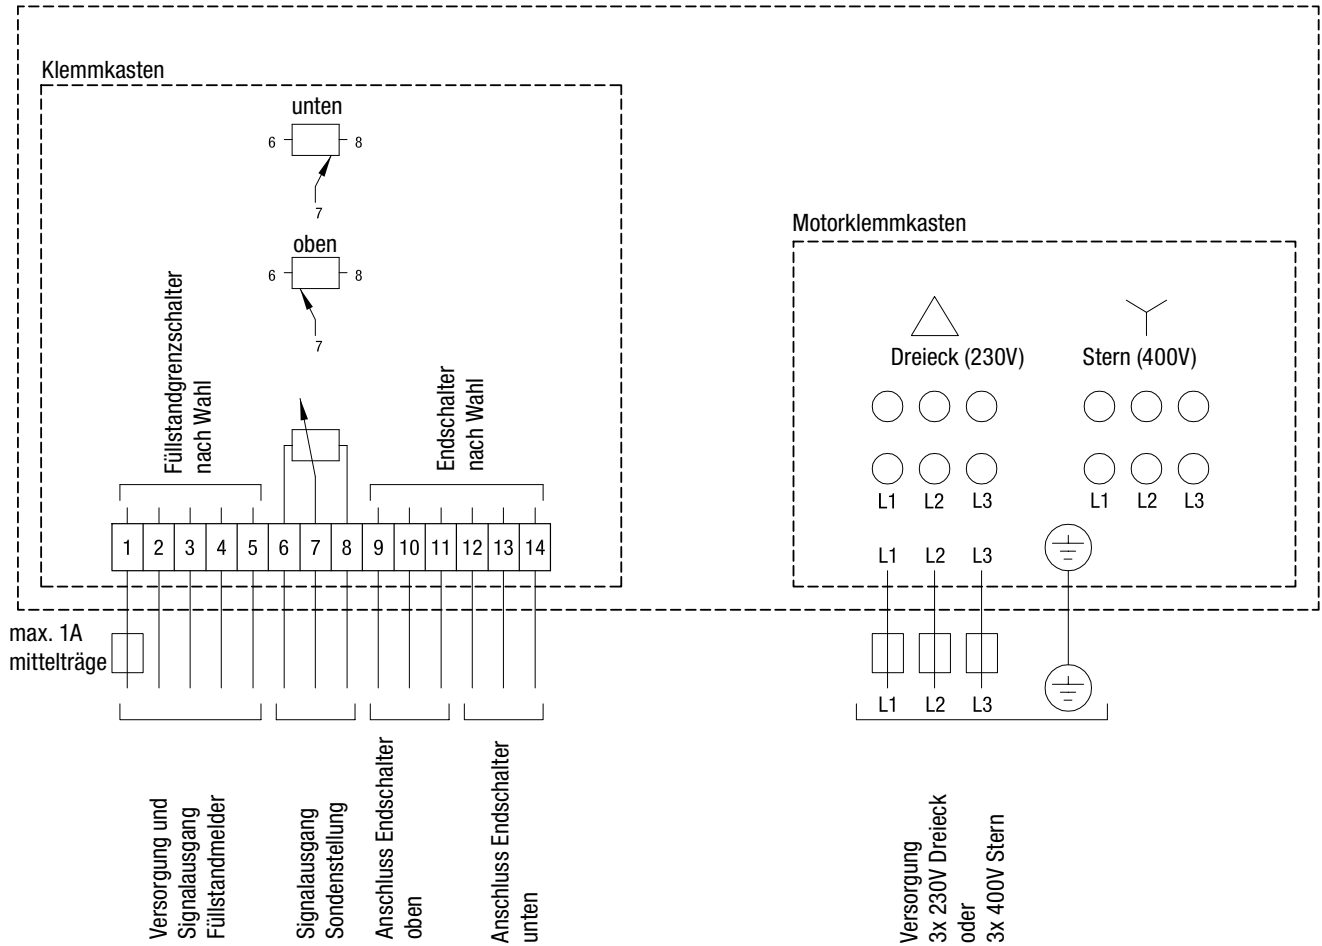 Klemmkasten
unten
6 8
7
oben
6 8
7
Füllstandgrenzschalter
nach Wahl
Endschalter
nach Wahl
1 2 3 4 5 6 7 8 9 10 11 12 13 14
max. 1A
mittelträge
Versorgung und
Signalausgang
Füllstandmelder
Signalausgang
Sondenstellung
Anschluss Endschalter
oben
Anschluss Endschalter
unten
Motorklemmkasten
Dreieck (230V) Stern (400V)
L1 L2 L3 L1 L2 L3
L1 L2 L3
L1 L2 L3
Versorgung
3x 230V Dreieck
oder
3x 400V Stern